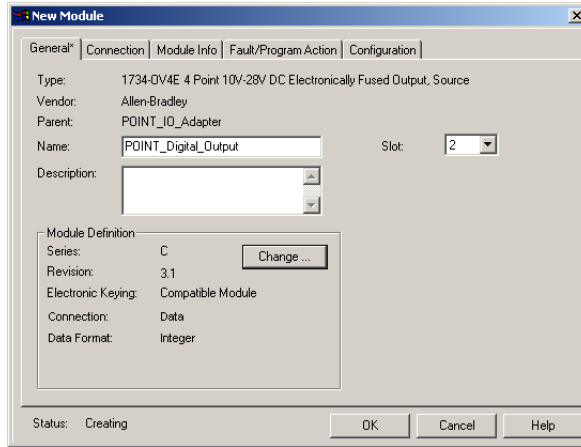 New Module
General* Connection Module Info Fault/Program Action Configuration
Type: 1734-OV4E 4 Point 10V-28V DC Electronically Fused Output, Source
Vendor: Allen-Bradley
Parent: POINT_IO_Adapter
Name: POINT_Digital_Output Slot: 2
Description:
Module Definition
Series: C Change ...
Revision: 3.1
Electronic Keying: Compatible Module
Connection: Data
Data Format: Integer
Status: Creating OK Cancel Help